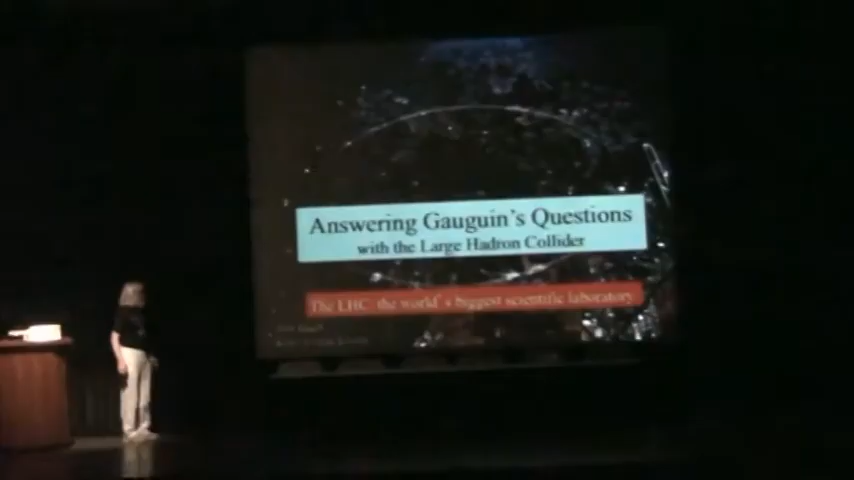 Answering Gauguin's Questions
with the Large Hadron Collider
The LHC: the world's biggest scientific laboratory